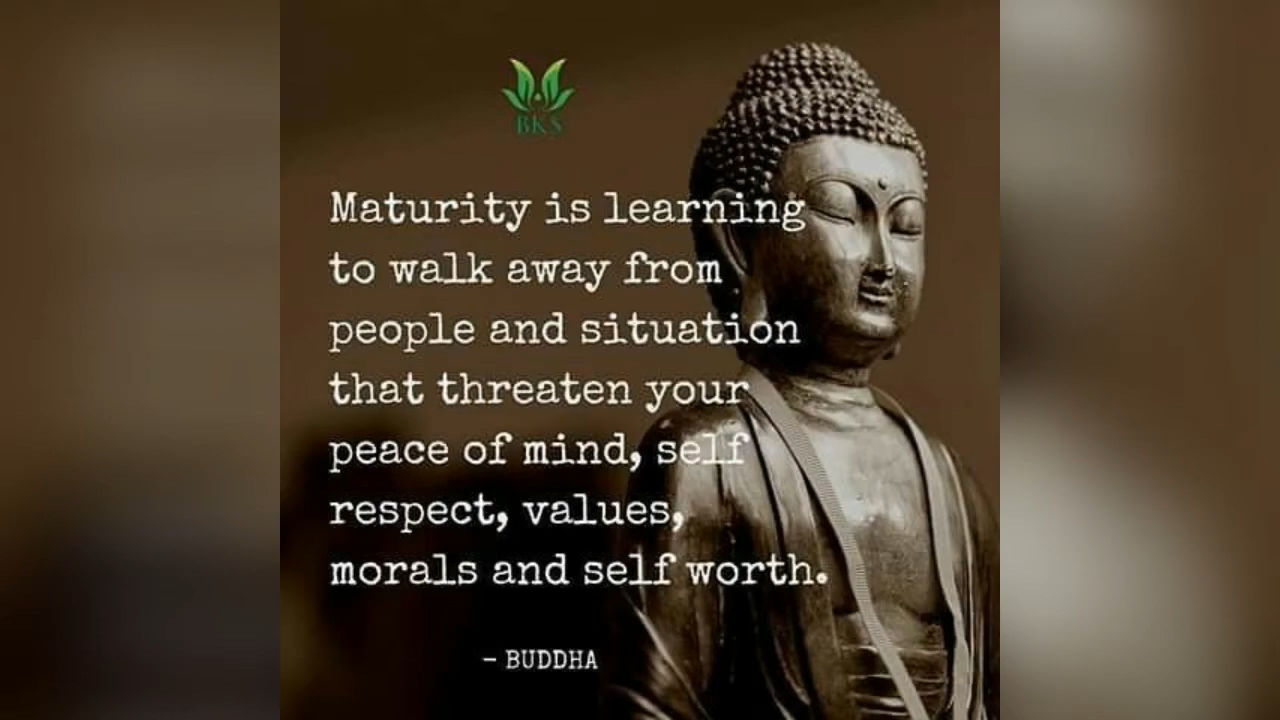 BKS
Maturity is learning
to walk away from
people and situation
that threaten your
peace of mind, self
respect, values,
morals and self worth.
– BUDDHA